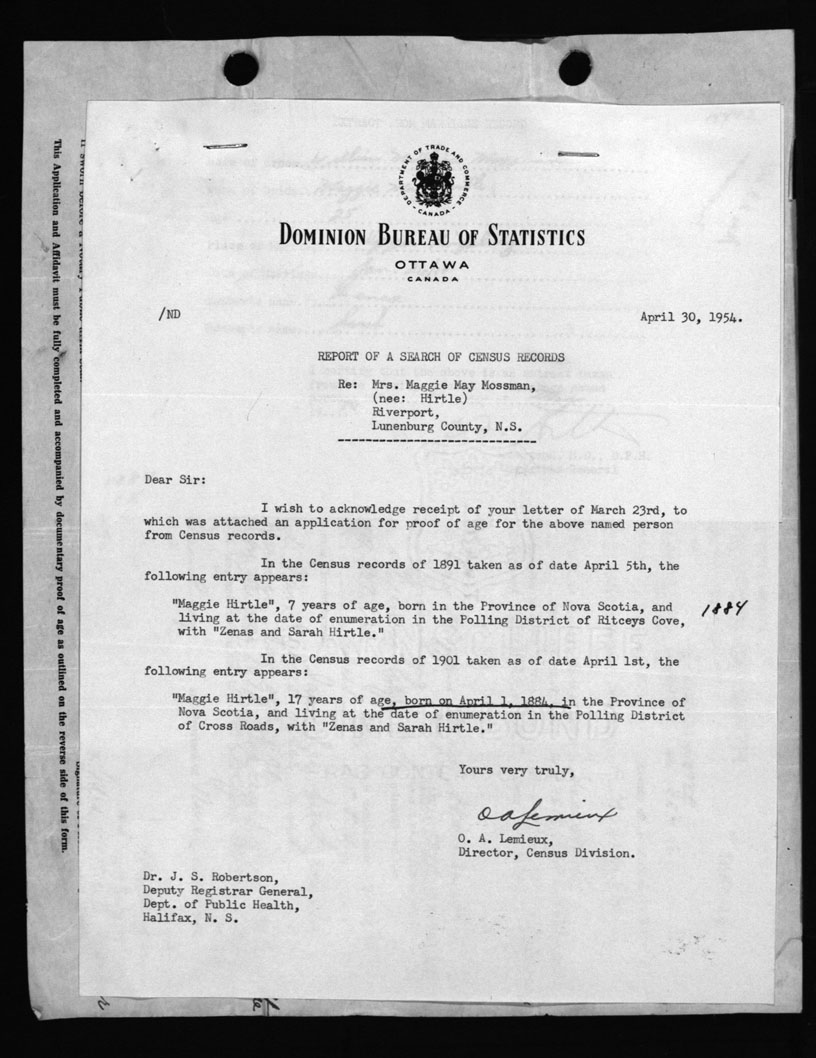 DEPARTMENT OF TRADE AND COMMERCE
- CANADA -
DOMINION BUREAU OF STATISTICS
OTTAWA
CANADA
/ND
April 30, 1954.
REPORT OF A SEARCH OF CENSUS RECORDS
Re: Mrs. Maggie May Mossman,
(nee: Hirtle)
Riverport,
Lunenburg County, N.S.
Dear Sir:
I wish to acknowledge receipt of your letter of March 23rd, to
which was attached an application for proof of age for the above named person
from Census records.
In the Census records of 1891 taken as of date April 5th, the
following entry appears:
"Maggie Hirtle", 7 years of age, born in the Province of Nova Scotia, and
1884
living at the date of enumeration in the Polling District of Ritceys Cove,
with "Zenas and Sarah Hirtle."
In the Census records of 1901 taken as of date April 1st, the
following entry appears:
"Maggie Hirtle", 17 years of age, born on April 1, 1884, in the Province of
Nova Scotia, and living at the date of enumeration in the Polling District
of Cross Roads, with "Zenas and Sarah Hirtle."
Yours very truly,
O A Lemieux
O. A. Lemieux,
Director, Census Division.
Dr. J. S. Robertson,
Deputy Registrar General,
Dept. of Public Health,
Halifax, N. S.
This Application and Affidavit must be fully completed and accompanied by documentary proof of age as outlined on the reverse side of this form.